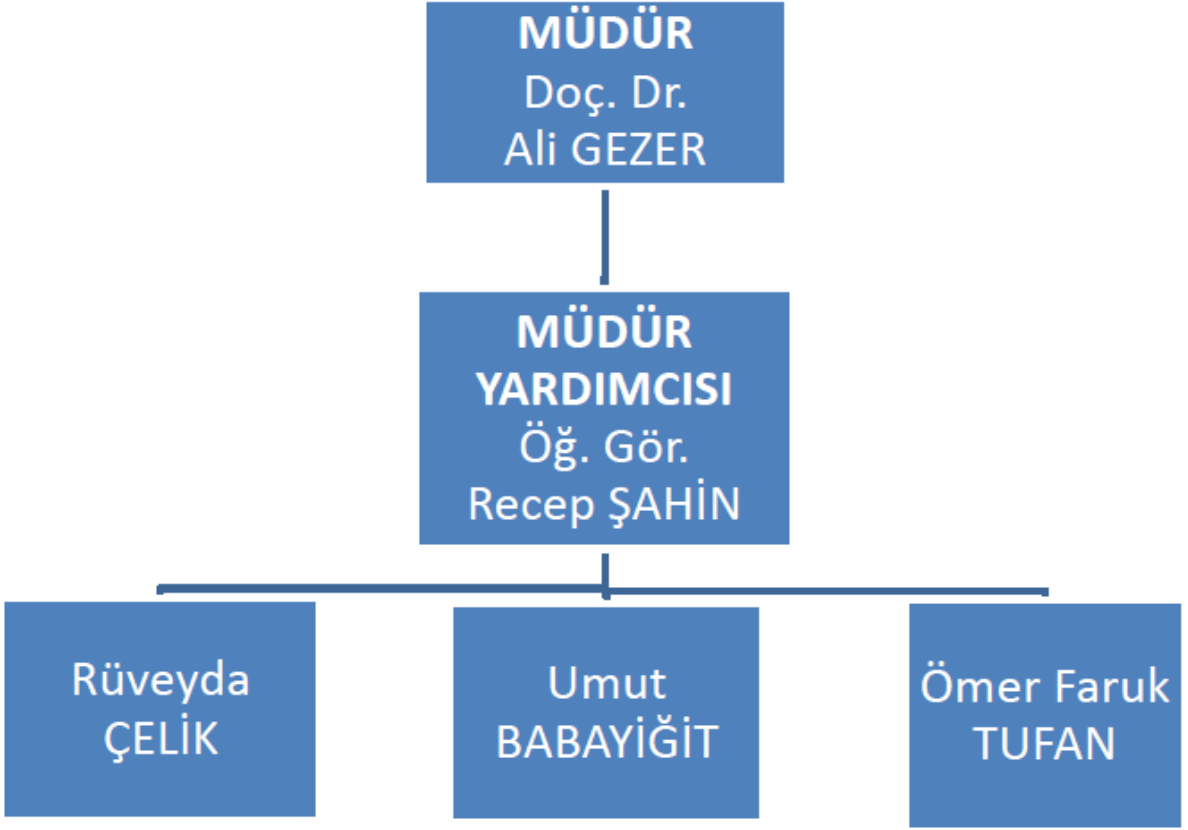 MÜDÜR
Doç. Dr.
Ali GEZER
MÜDÜR
YARDIMCISI
Öğ. Gör.
Recep ŞAHİN
Rüveyda
ÇELİK
Umut
BABAYİĞİT
Ömer Faruk
TUFAN